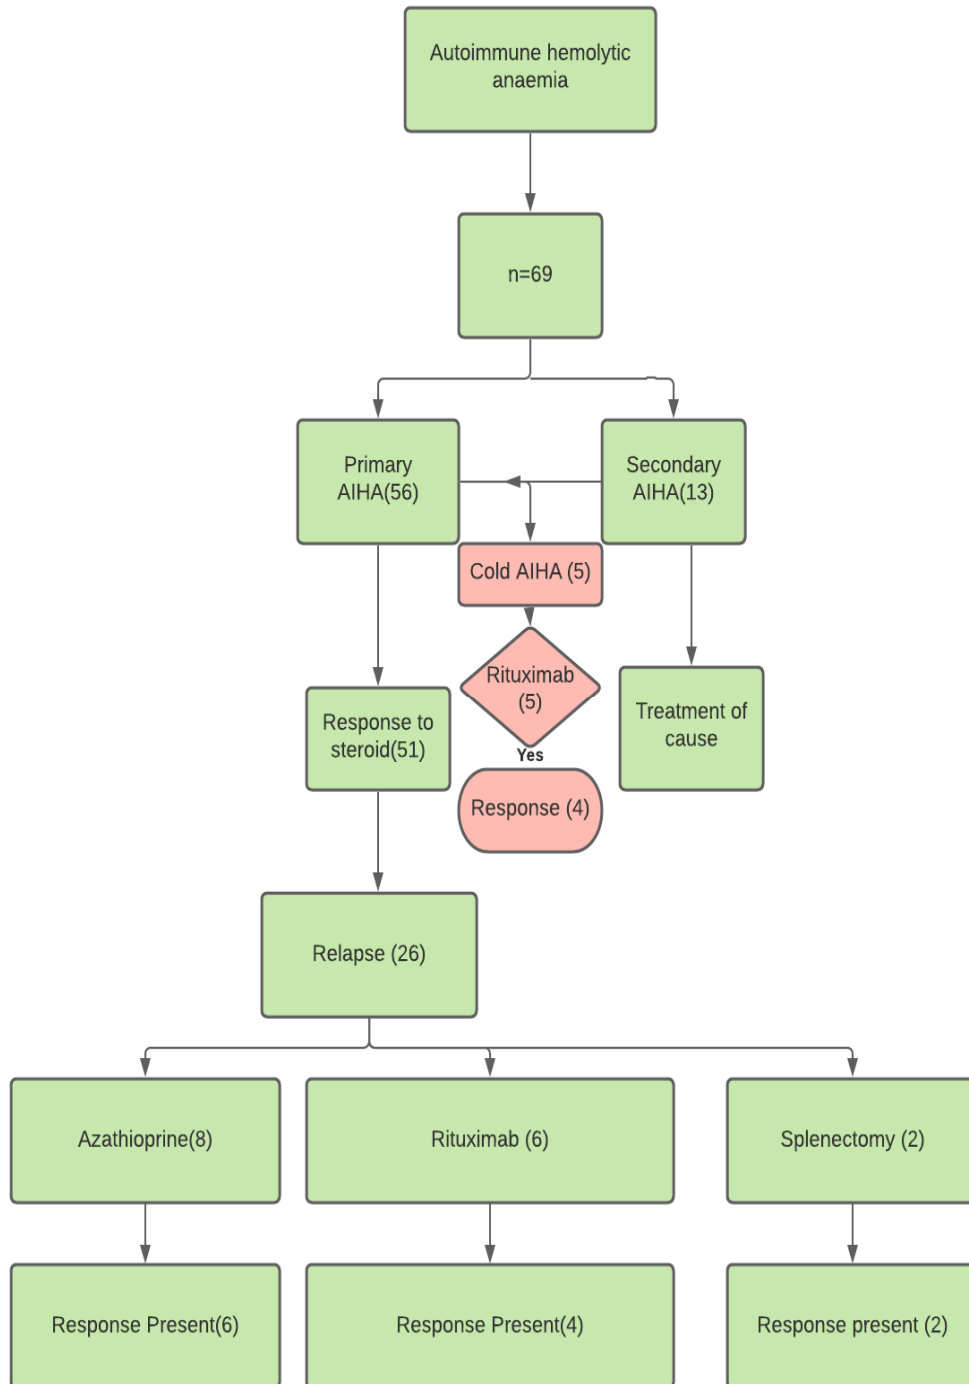 Autoimmune hemolytic
anaemia
n=69
Primary
AIHA(56)
Secondary
AIHA(13)
Cold AIHA (5)
Rituximab
(5)
Yes
Response (4)
Response to
steroid(51)
Treatment of
cause
Relapse (26)
Azathioprine(8)
Rituximab (6)
Splenectomy (2)
Response Present(6)
Response Present(4)
Response present (2)